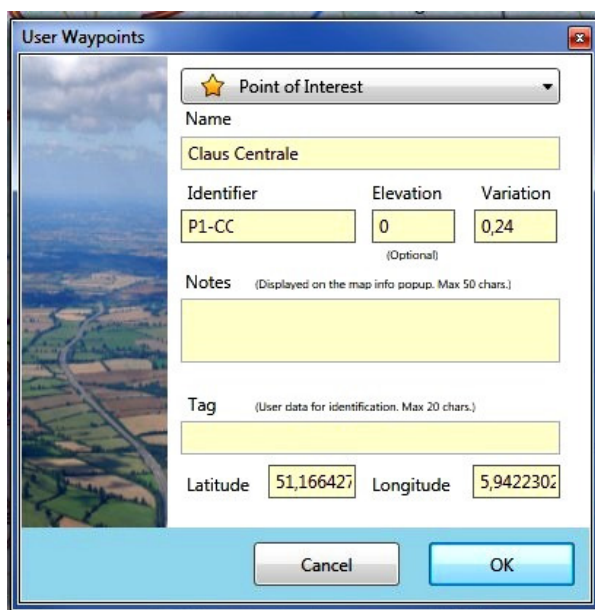 User Waypoints
Point of Interest
Name
Claus Centrale
Identifier Elevation Variation
P1-CC 0 0,24
(Optional)
Notes (Displayed on the map info popup. Max 50 chars.)
Tag (User data for identification. Max 20 chars.)
Latitude 51,166427 Longitude 5,9422302
Cancel OK